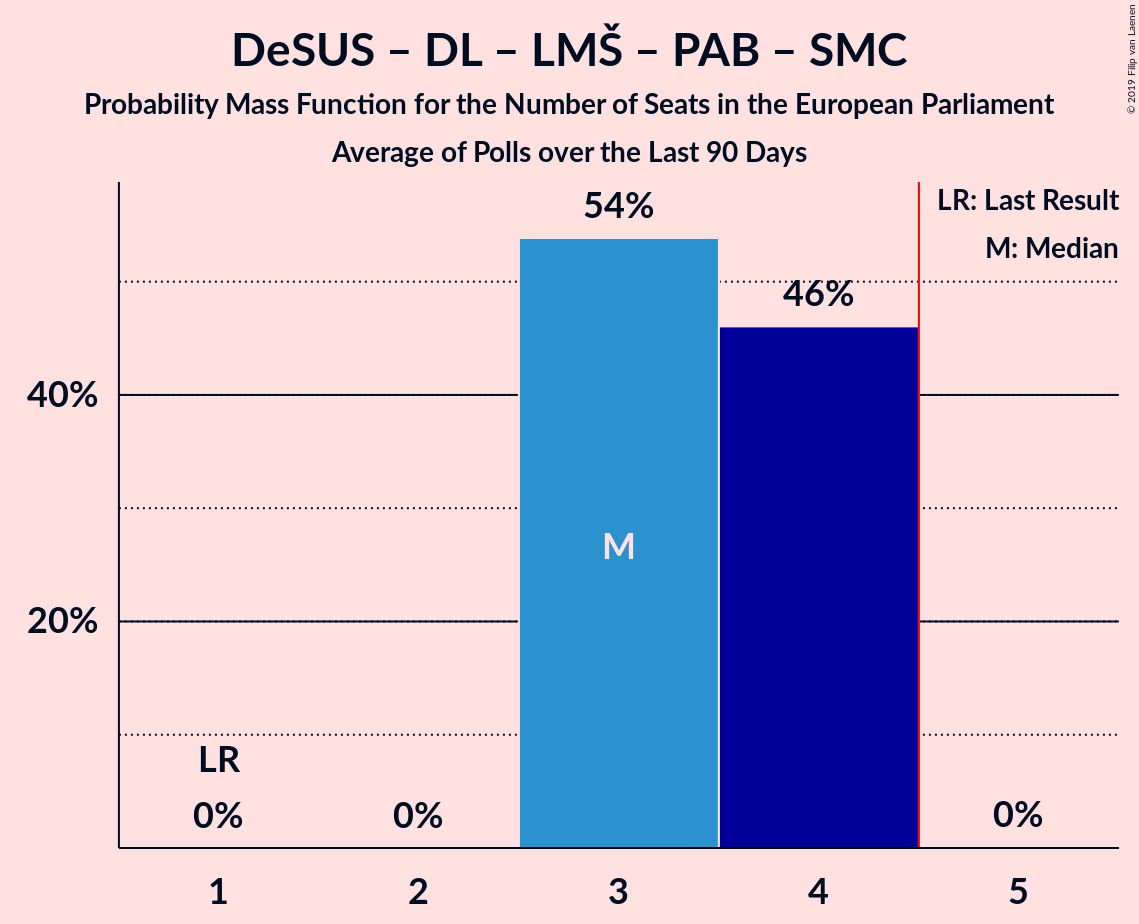 DeSUS – DL – LMŠ – PAB – SMC
Probability Mass Function for the Number of Seats in the European Parliament
Average of Polls over the Last 90 Days
© 2019 Filip van Laenen
LR: Last Result
M: Median
54%
46%
40%
20%
M
LR
0%
0%
0%
1
2
3
4
5